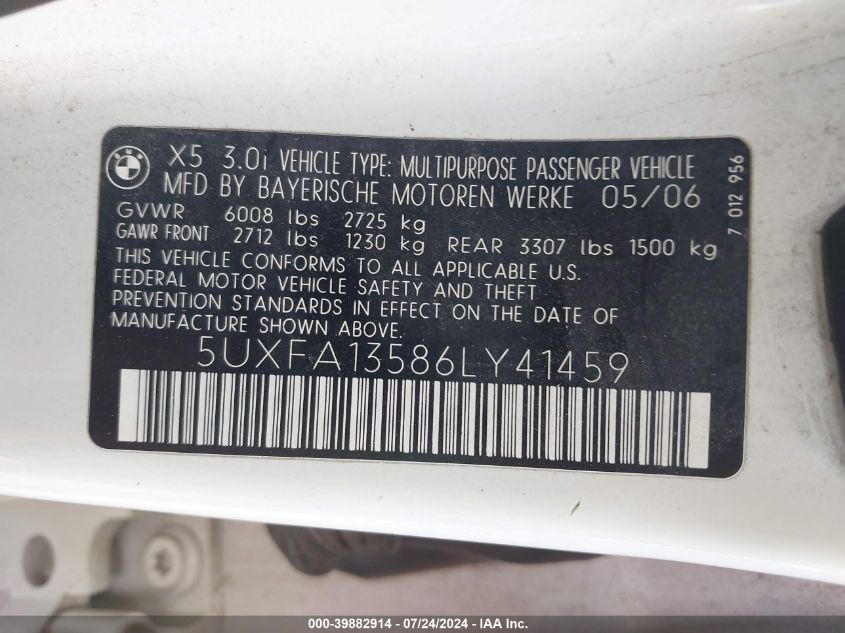 BMW
X5 3.0i VEHICLE TYPE: MULTIPURPOSE PASSENGER VEHICLE
MFD BY BAYERISCHE MOTOREN WERKE 05/06
GVWR 6008 lbs 2725 kg
GAWR FRONT 2712 lbs 1230 kg REAR 3307 lbs 1500 kg
THIS VEHICLE CONFORMS TO ALL APPLICABLE U.S.
FEDERAL MOTOR VEHICLE SAFETY AND THEFT
PREVENTION STANDARDS IN EFFECT ON THE DATE OF
MANUFACTURE SHOWN ABOVE.
5UXFA13586LY41459
7 012 956
000-39882914 - 07/24/2024 - IAA Inc.